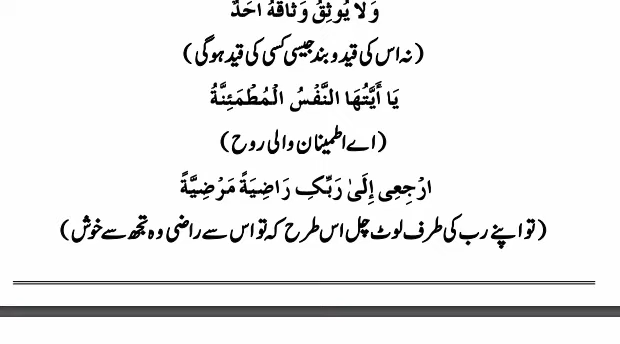 وَلَا يُوثِقُ وَثَاقَهُ أَحَدٌ
(نہ اس کی قید و بند جیسی کسی کی قید ہوگی)
يَا أَيَّتُهَا النَّفْسُ الْمُطْمَئِنَّةُ
(اے اطمینان والی روح)
ارْجِعِي إِلَىٰ رَبِّكِ رَاضِيَةً مَرْضِيَّةً
(تو اپنے رب کی طرف لوٹ چل اس طرح کہ تو اس سے راضی وہ تجھ سے خوش)